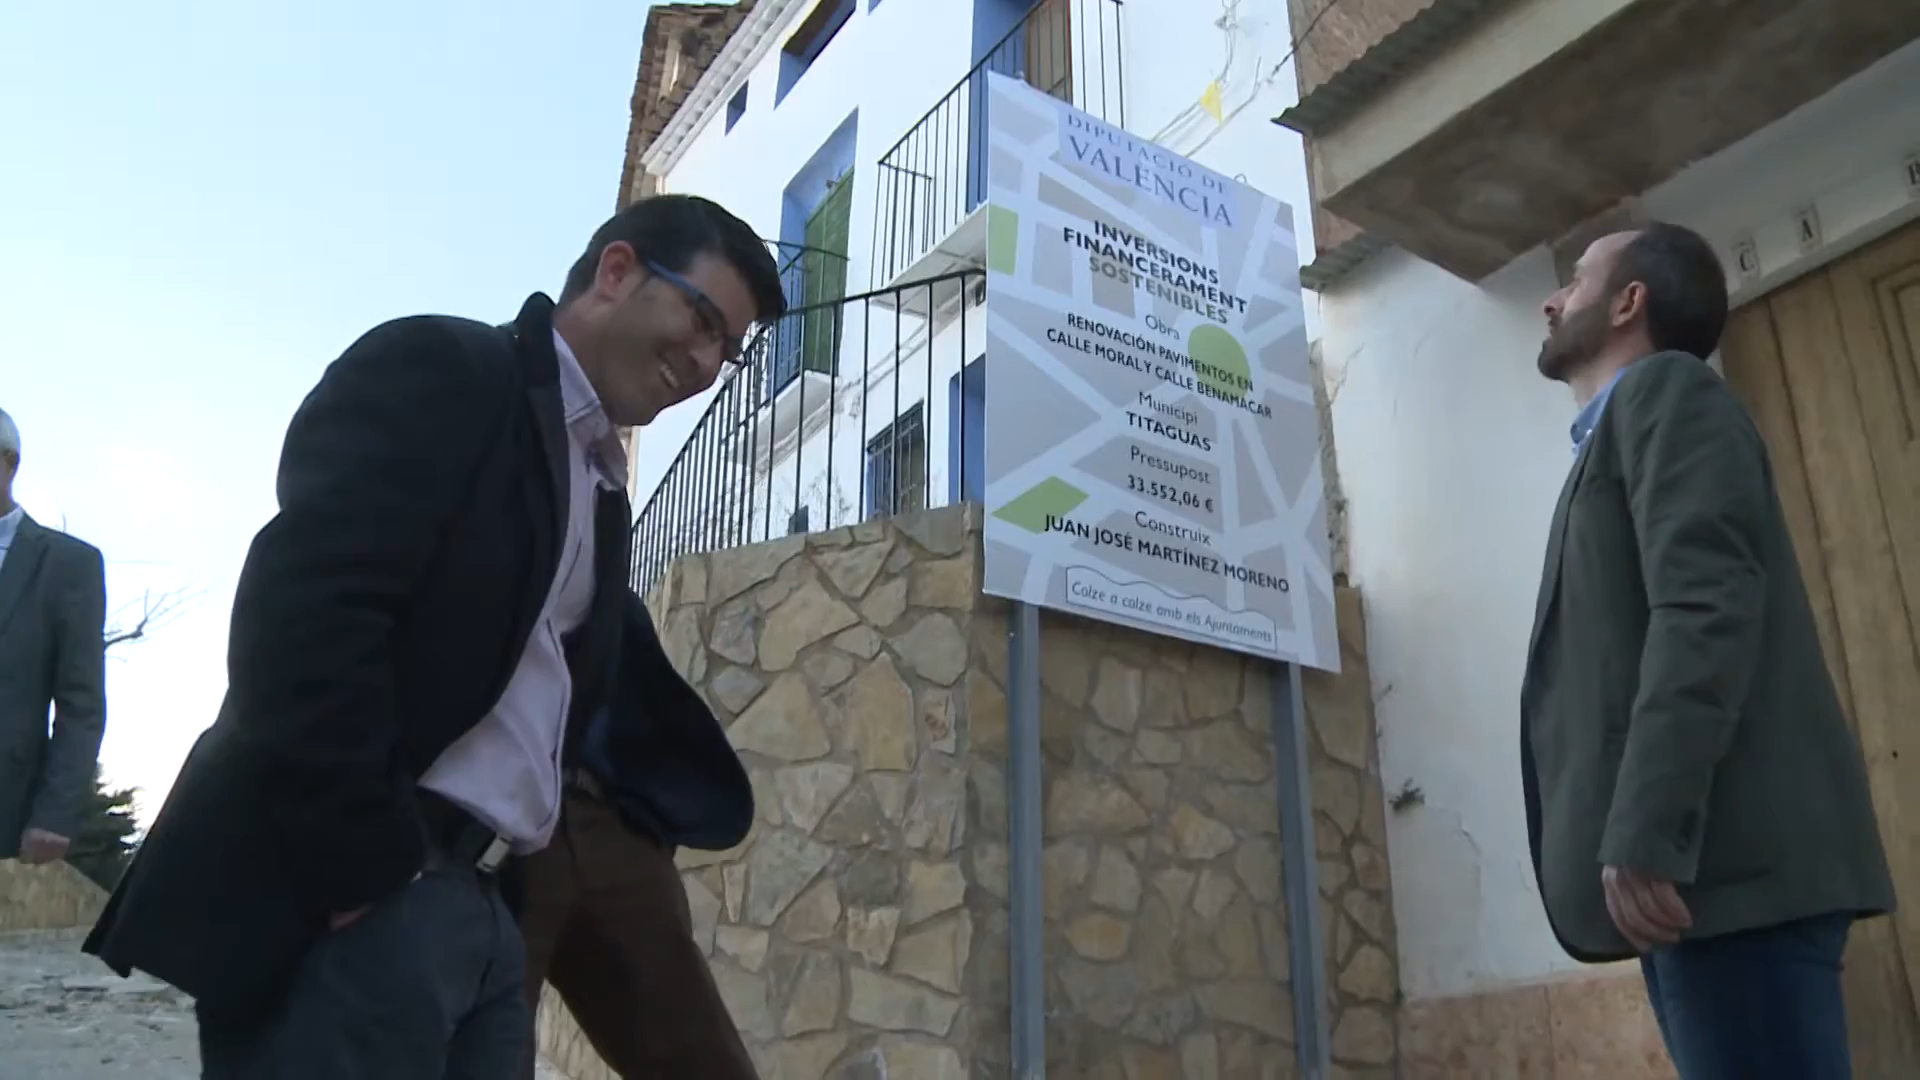 DIPUTACIÓ DE
VALÈNCIA
INVERSIONS
FINANCERAMENT
SOSTENIBLES
Obra
RENOVACIÓN PAVIMENTOS EN
CALLE MORAL Y CALLE BENAMACAR
Municipi
TITAGUAS
Pressupost
33.552,06 €
Construix
JUAN JOSÉ MARTÍNEZ MORENO
Colze a colze amb els Ajuntaments
C A